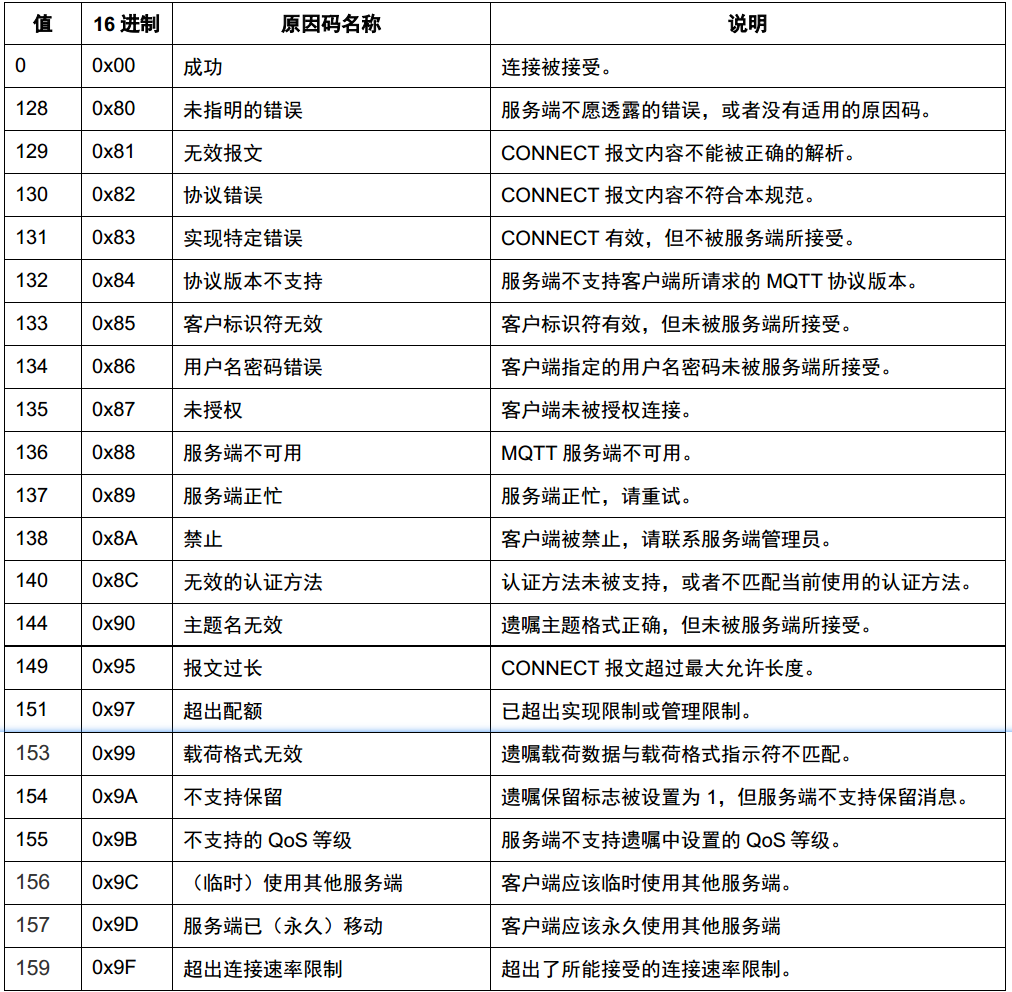 值 16 进制 原因码名称 说明
0 0x00 成功 连接被接受。
128 0x80 未指明的错误 服务端不愿透露的错误，或者没有适用的原因码。
129 0x81 无效报文 CONNECT 报文内容不能被正确的解析。
130 0x82 协议错误 CONNECT 报文内容不符合本规范。
131 0x83 实现特定错误 CONNECT 有效，但不被服务端所接受。
132 0x84 协议版本不支持 服务端不支持客户端所请求的 MQTT 协议版本。
133 0x85 客户标识符无效 客户标识符有效，但未被服务端所接受。
134 0x86 用户名密码错误 客户端指定的用户名密码未被服务端所接受。
135 0x87 未授权 客户端未被授权连接。
136 0x88 服务端不可用 MQTT 服务端不可用。
137 0x89 服务端正忙 服务端正忙，请重试。
138 0x8A 禁止 客户端被禁止，请联系服务端管理员。
140 0x8C 无效的认证方法 认证方法未被支持，或者不匹配当前使用的认证方法。
144 0x90 主题名无效 遗嘱主题格式正确，但未被服务端所接受。
149 0x95 报文过长 CONNECT 报文超过最大允许长度。
151 0x97 超出配额 已超出实现限制或管理限制。
153 0x99 载荷格式无效 遗嘱载荷数据与载荷格式指示符不匹配。
154 0x9A 不支持保留 遗嘱保留标志被设置为 1，但服务端不支持保留消息。
155 0x9B 不支持的 QoS 等级 服务端不支持遗嘱中设置的 QoS 等级。
156 0x9C （临时）使用其他服务端 客户端应该临时使用其他服务端。
157 0x9D 服务端已（永久）移动 客户端应该永久使用其他服务端
159 0x9F 超出连接速率限制 超出了所能接受的连接速率限制。